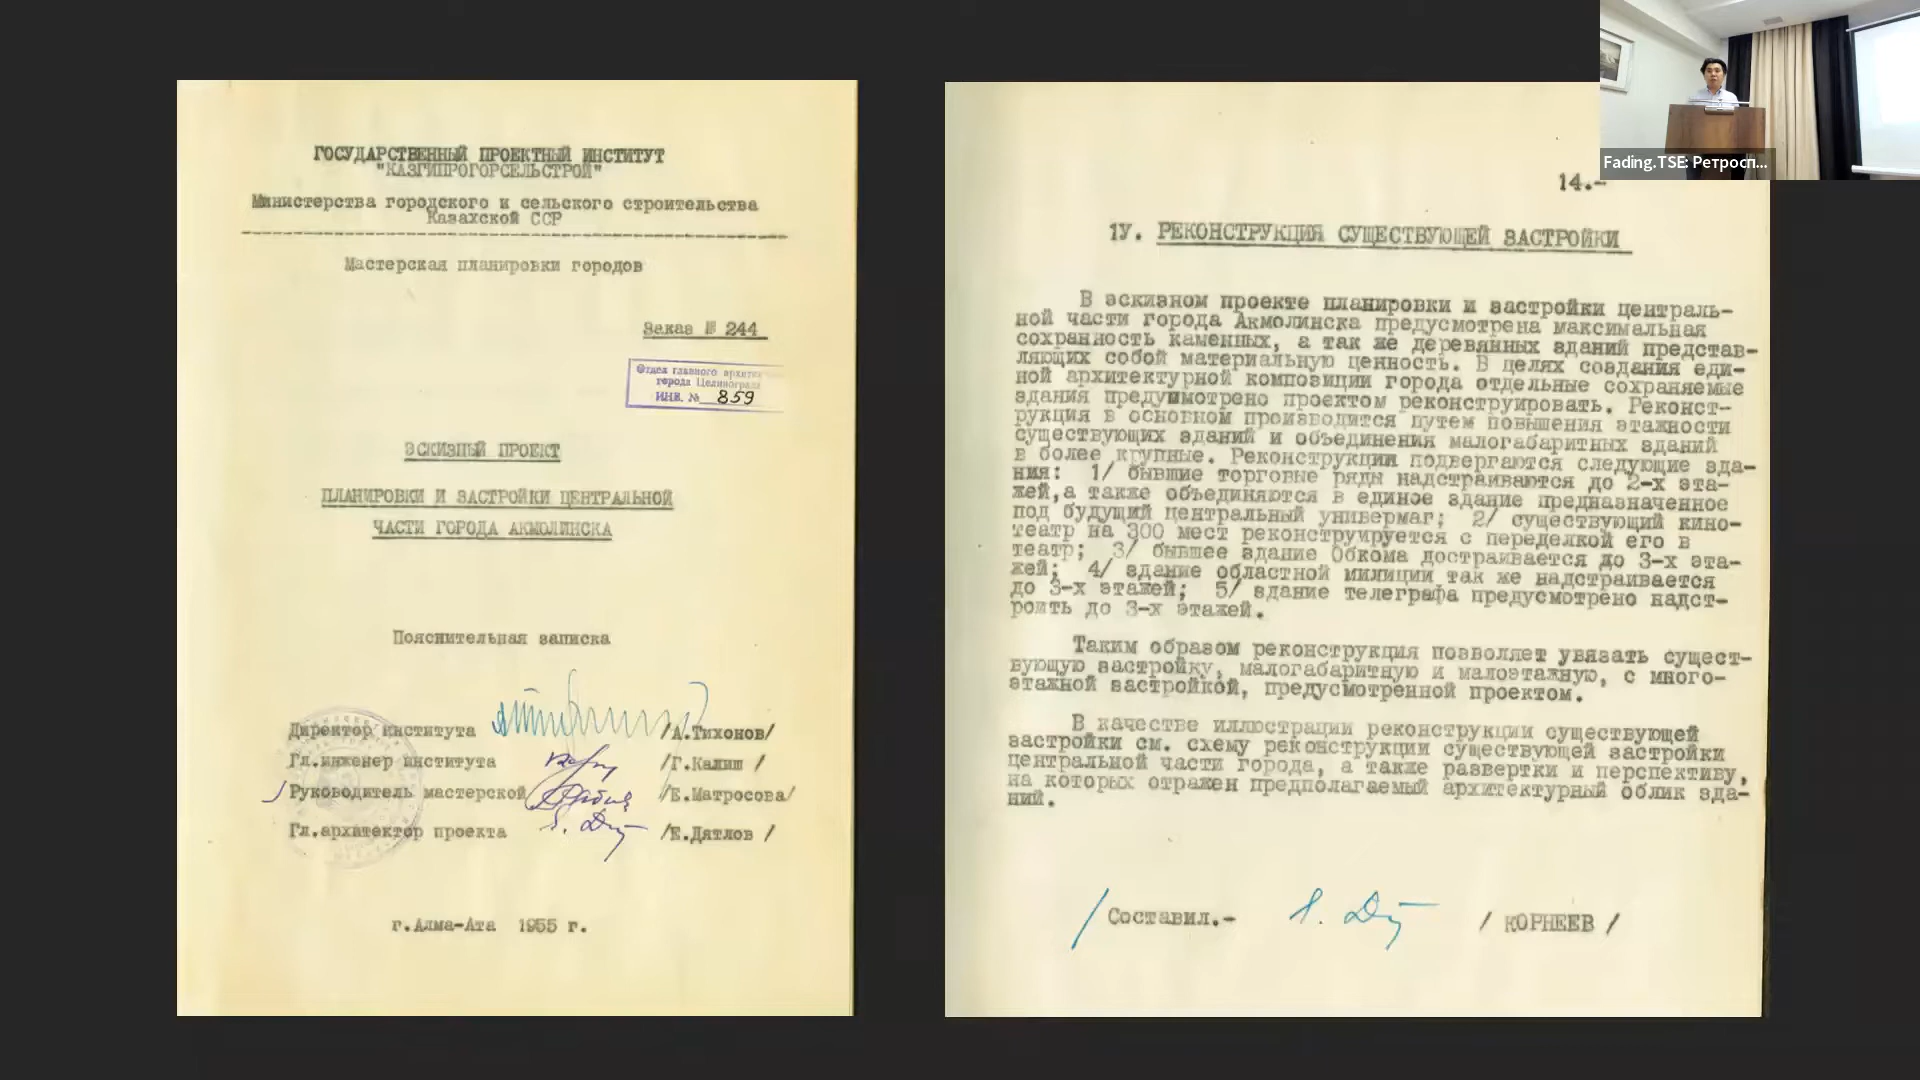 ГОСУДАРСТВЕННЫЙ ПРОЕКТНЫЙ ИНСТИТУТ
"КАЗГИПРОГОРСЕЛЬСТРОЙ"
Министерства городского и сельского строительства
Казахской ССР
Мастерская планировки городов
Заказ № 244
Отдел главного архитек
города Целинограда
ИНВ. № 859
ЭСКИЗНЫЙ ПРОЕКТ
ПЛАНИРОВКИ И ЗАСТРОЙКИ ЦЕНТРАЛЬНОЙ
ЧАСТИ ГОРОДА АКМОЛИНСКА
Пояснительная записка
Директор института /А.Тихонов/
Гл.инженер института /Г.Калиш /
Руководитель мастерской /Е.Матросова/
Гл.архитектор проекта /Е.Дятлов /
г.Алма-Ата 1955 г.
14.-
1У. РЕКОНСТРУКЦИЯ СУЩЕСТВУЮЩЕЙ ЗАСТРОЙКИ
В эскизном проекте планировки и застройки централь-
ной части города Акмолинска предусмотрена максимальная
сохранность каменных, а так же деревянных зданий представ-
ляющих собой материальную ценность. В целях создания еди-
ной архитектурной композиции города отдельные сохраняемые
здания предумотрено проектом реконструировать. Реконст-
рукция в основном производится путем повышения этажности
существующих зданий и объединения малогабаритных зданий
в более крупные. Реконструкции подвергаются следующие зда-
ния: 1/ бывшие торговые ряды надстраиваются до 2-х эта-
жей,а также объединяются в единое здание предназначенное
под будущий центральный универмаг; 2/ существующий кино-
театр на 300 мест реконструируется с переделкой его в
театр; 3/ бывшее здание Обкома достраивается до 3-х эта-
жей; 4/ здание областной милиции так же надстраивается
до 3-х этажей; 5/ здание телеграфа предусмотрено надст-
роить до 3-х этажей.
Таким образом реконструкция позволяет увязать сущест-
вующую застройку, малогабаритную и малоэтажную, с много-
этажной застройкой, предусмотренной проектом.
В качестве иллюстрации реконструкции существующей
застройки см. схему реконструкции существующей застройки
центральной части города, а также развертки и перспективу,
на которых отражен предполагаемый архитектурный облик зда-
ний.
/ Составил.- / КОРНЕЕВ /
Fading.TSE: Ретросп...